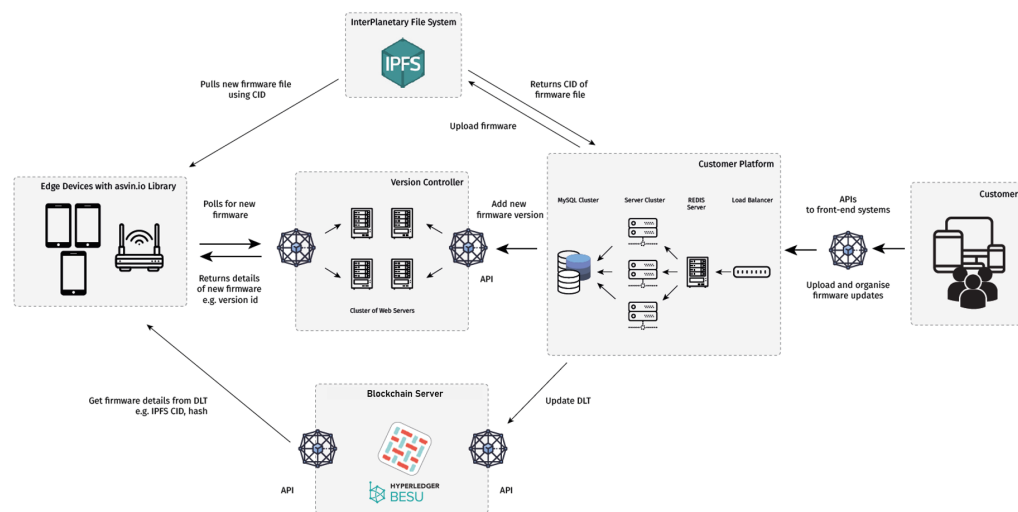 InterPlanetary File System
IPFS
Pulls new firmware file
using CID
Returns CID of
firmware file
Upload firmware
Edge Devices with asvin.io Library
Polls for new
firmware
Returns details
of new firmware
e.g. version id
Version Controller
Cluster of Web Servers
API
Add new
firmware version
Customer Platform
MySQL Cluster
Server Cluster
REDIS
Server
Load Balancer
APIs
to front-end systems
Upload and organise
firmware updates
Customer
Get firmware details from DLT
e.g. IPFS CID, hash
Update DLT
Blockchain Server
HYPERLEDGER
BESU
API
API